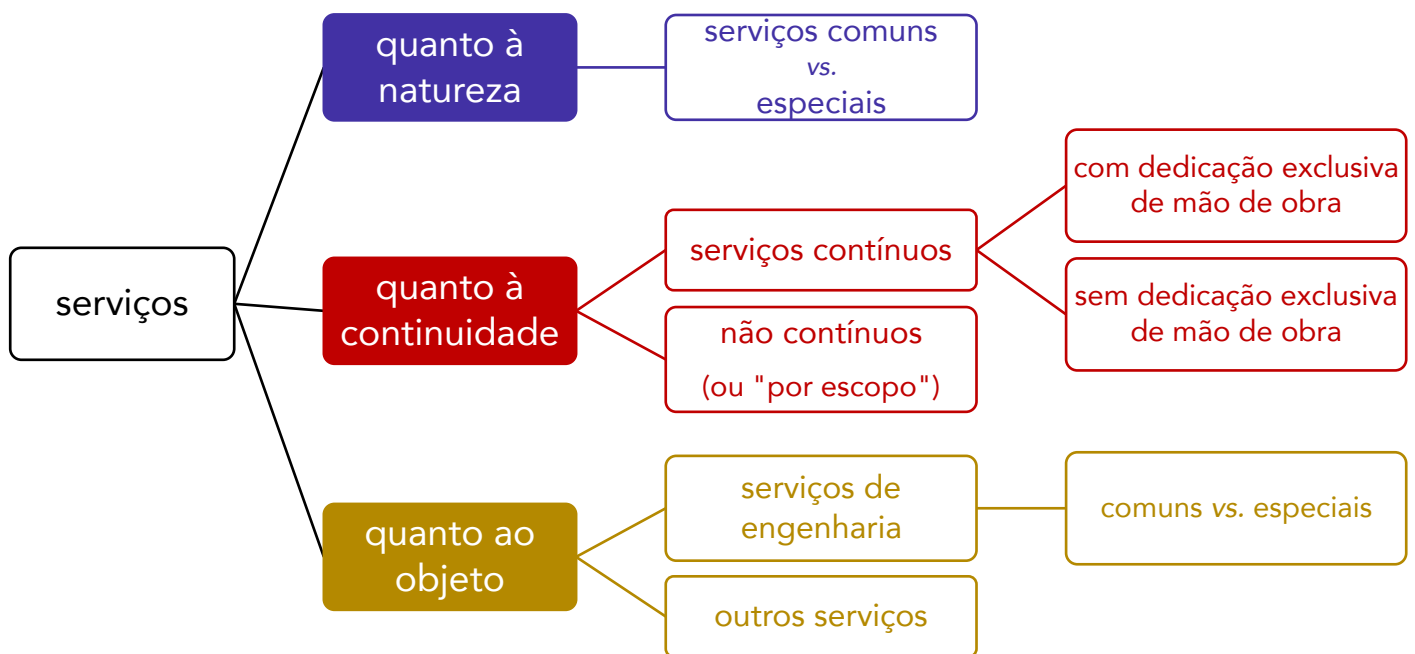 serviços
quanto à
natureza
serviços comuns
vs.
especiais
quanto à
continuidade
serviços contínuos
com dedicação exclusiva
de mão de obra
sem dedicação exclusiva
de mão de obra
não contínuos
(ou "por escopo")
quanto ao
objeto
serviços de
engenharia
comuns vs. especiais
outros serviços